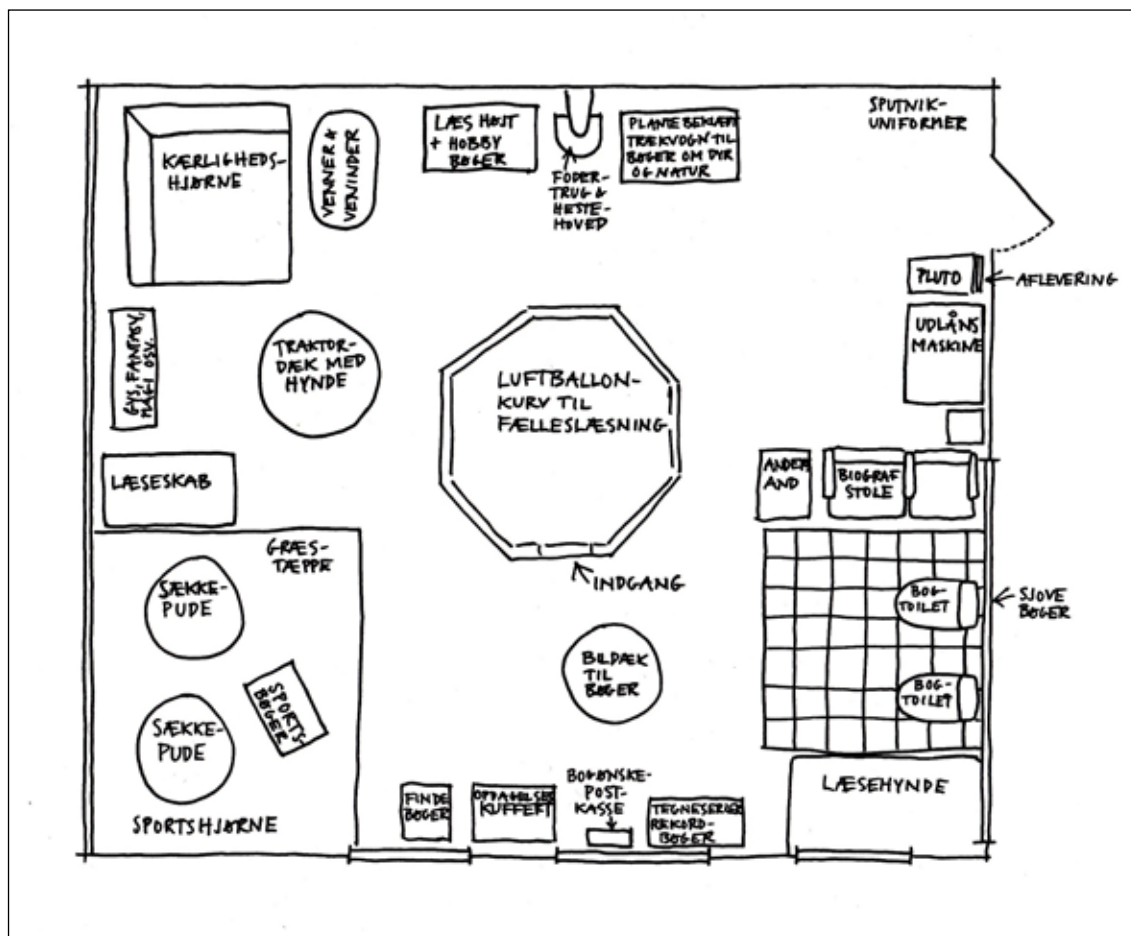 KÆRLIGHEDS-
HJØRNE
VENNER &
VENINDER
LÆS HØJT
+ HOBBY
BØGER
FODER-
TRUG &
HESTE-
HOVED
PLANTEBEKLÆDT
TRÆKVOGN TIL
BØGER OM DYR
OG NATUR
SPUTNIK-
UNIFORMER
PLUTO
AFLEVERING
UDLÅNS
MASKINE
GYS, FANTASY,
MAGI OSV.
TRAKTOR-
DÆK MED
HYNDE
LUFTBALLON-
KURV TIL
FÆLLESLÆSNING
INDGANG
LÆSESKAB
ANDERS
AND
BIOGRAF
STOLE
GRÆS-
TÆPPE
SÆKKE-
PUDE
SPORTS-
BØGER
SÆKKE-
PUDE
SPORTSHJØRNE
BILDÆK
TIL
BØGER
BOG-
TOILET
SJOVE
BØGER
BOG-
TOILET
LÆSEHYNDE
FINDE
BØGER
OPDAGELSES
KUFFERT
BOGØNSKE-
POST-
KASSE
TEGNESERIER
REKORD-
BØGER